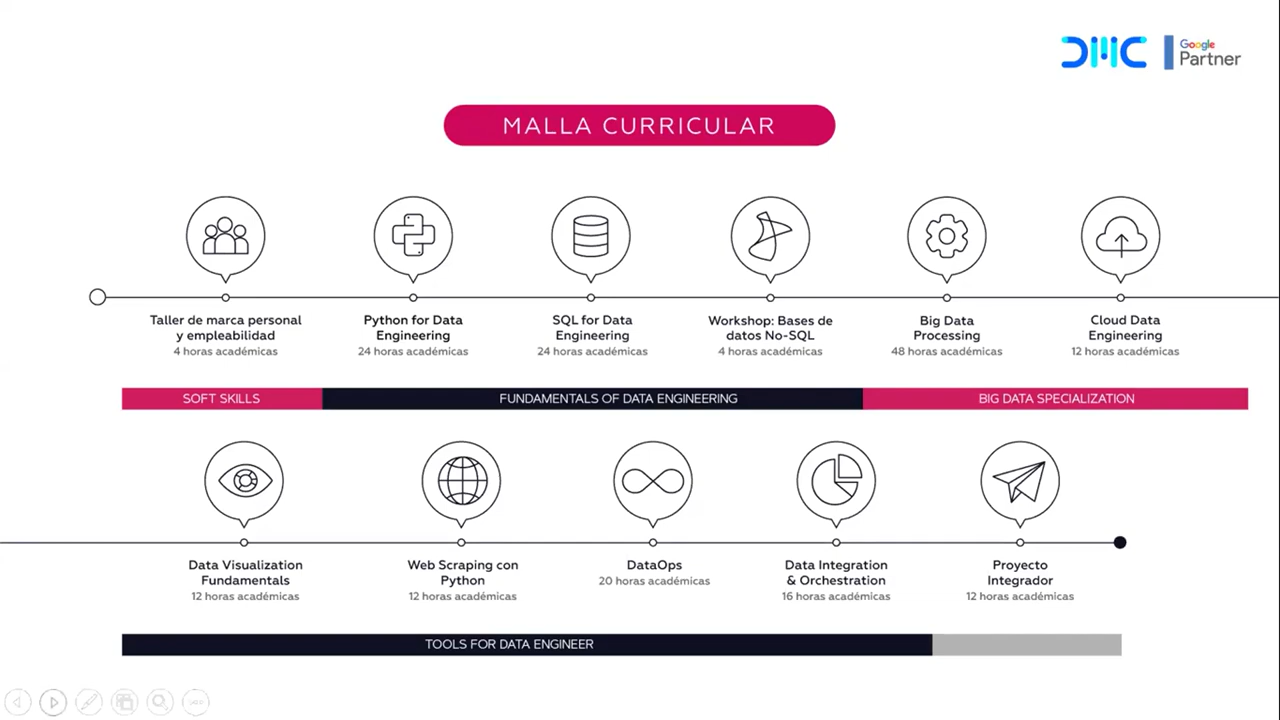 DMC
Google
Partner
MALLA CURRICULAR
Taller de marca personal
y empleabilidad
4 horas académicas
Python for Data
Engineering
24 horas académicas
SQL for Data
Engineering
24 horas académicas
Workshop: Bases de
datos No-SQL
4 horas académicas
Big Data
Processing
48 horas académicas
Cloud Data
Engineering
12 horas académicas
SOFT SKILLS
FUNDAMENTALS OF DATA ENGINEERING
BIG DATA SPECIALIZATION
Data Visualization
Fundamentals
12 horas académicas
Web Scraping con
Python
12 horas académicas
DataOps
20 horas académicas
Data Integration
& Orchestration
16 horas académicas
Proyecto
Integrador
12 horas académicas
TOOLS FOR DATA ENGINEER